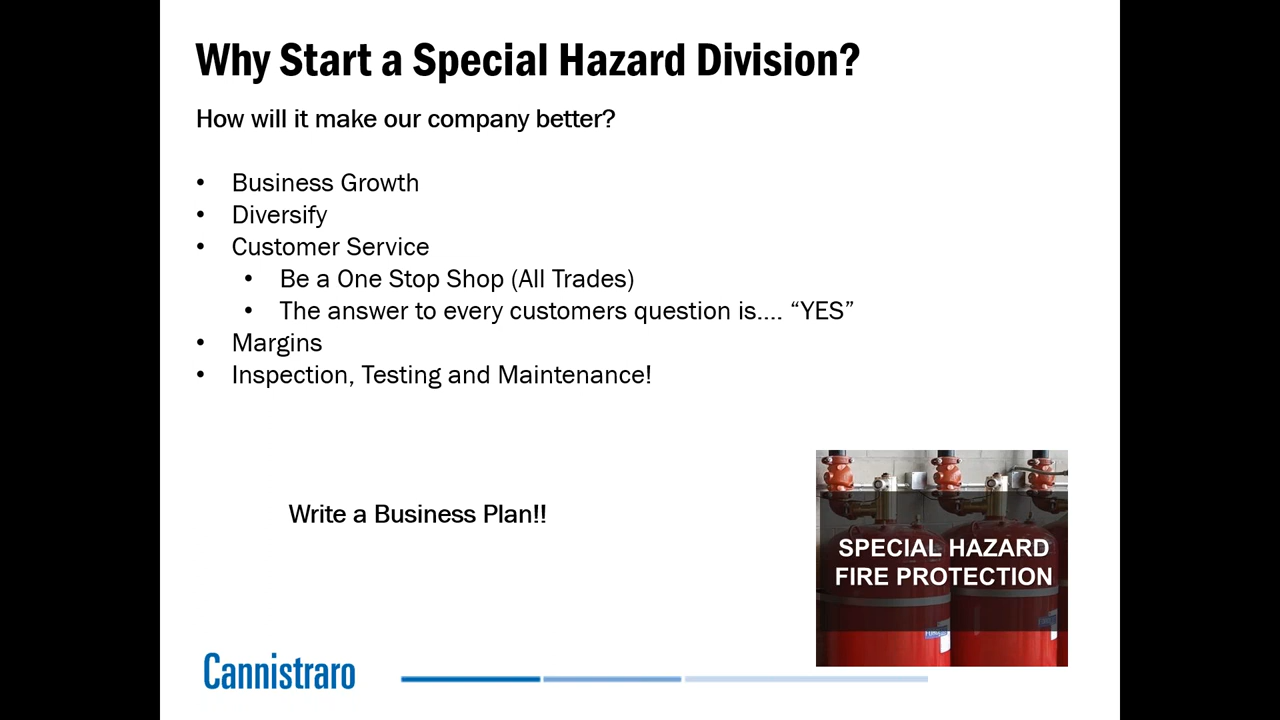 Why Start a Special Hazard Division?
How will it make our company better?
• Business Growth
• Diversify
• Customer Service
• Be a One Stop Shop (All Trades)
• The answer to every customers question is.... “YES”
• Margins
• Inspection, Testing and Maintenance!
Write a Business Plan!!
SPECIAL HAZARD
FIRE PROTECTION
Cannistraro